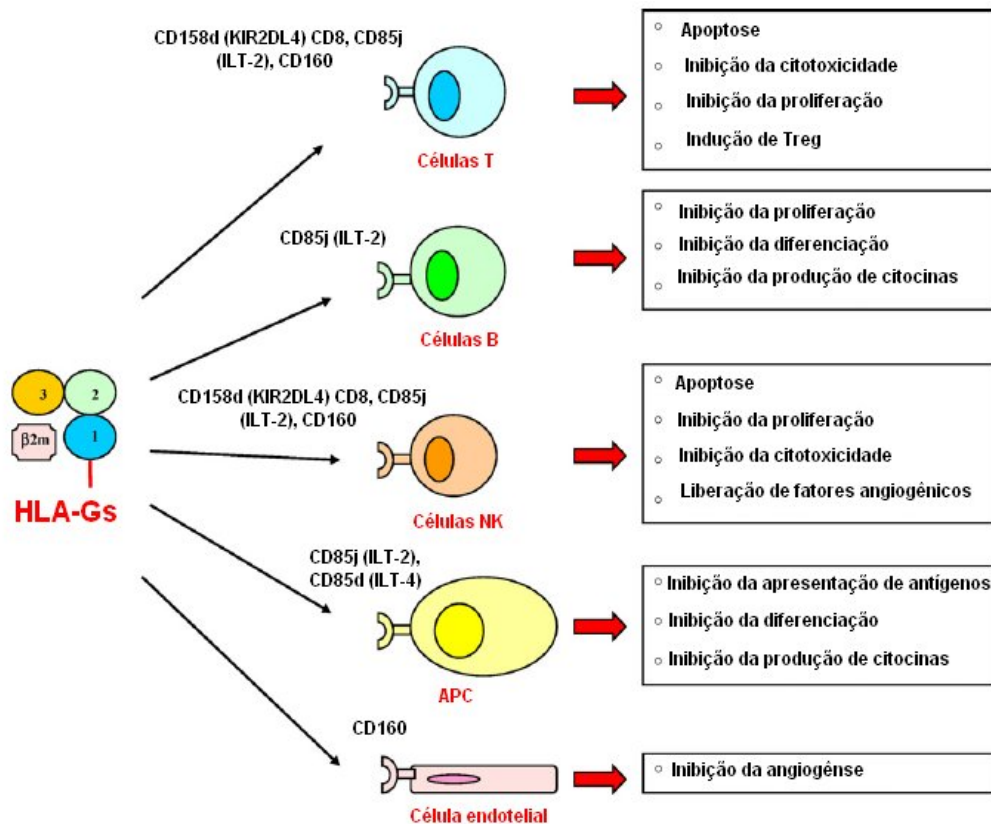 CD158d (KIR2DL4) CD8, CD85j
(ILT-2), CD160
Células T
Apoptose
Inibição da citotoxicidade
Inibição da proliferação
Indução de Treg
CD85j (ILT-2)
Células B
Inibição da proliferação
Inibição da diferenciação
Inibição da produção de citocinas
3
2
β2m
1
HLA-Gs
CD158d (KIR2DL4) CD8, CD85j
(ILT-2), CD160
Células NK
Apoptose
Inibição da proliferação
Inibição da citotoxicidade
Liberação de fatores angiogênicos
CD85j (ILT-2),
CD85d (ILT-4)
APC
Inibição da apresentação de antígenos
Inibição da diferenciação
Inibição da produção de citocinas
CD160
Célula endotelial
Inibição da angiogênse